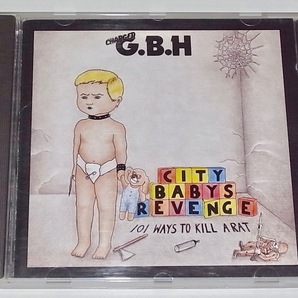 CHARGED
G.B.H
CITY
BABYS
REVENGE
101 WAYS TO KILL A RAT